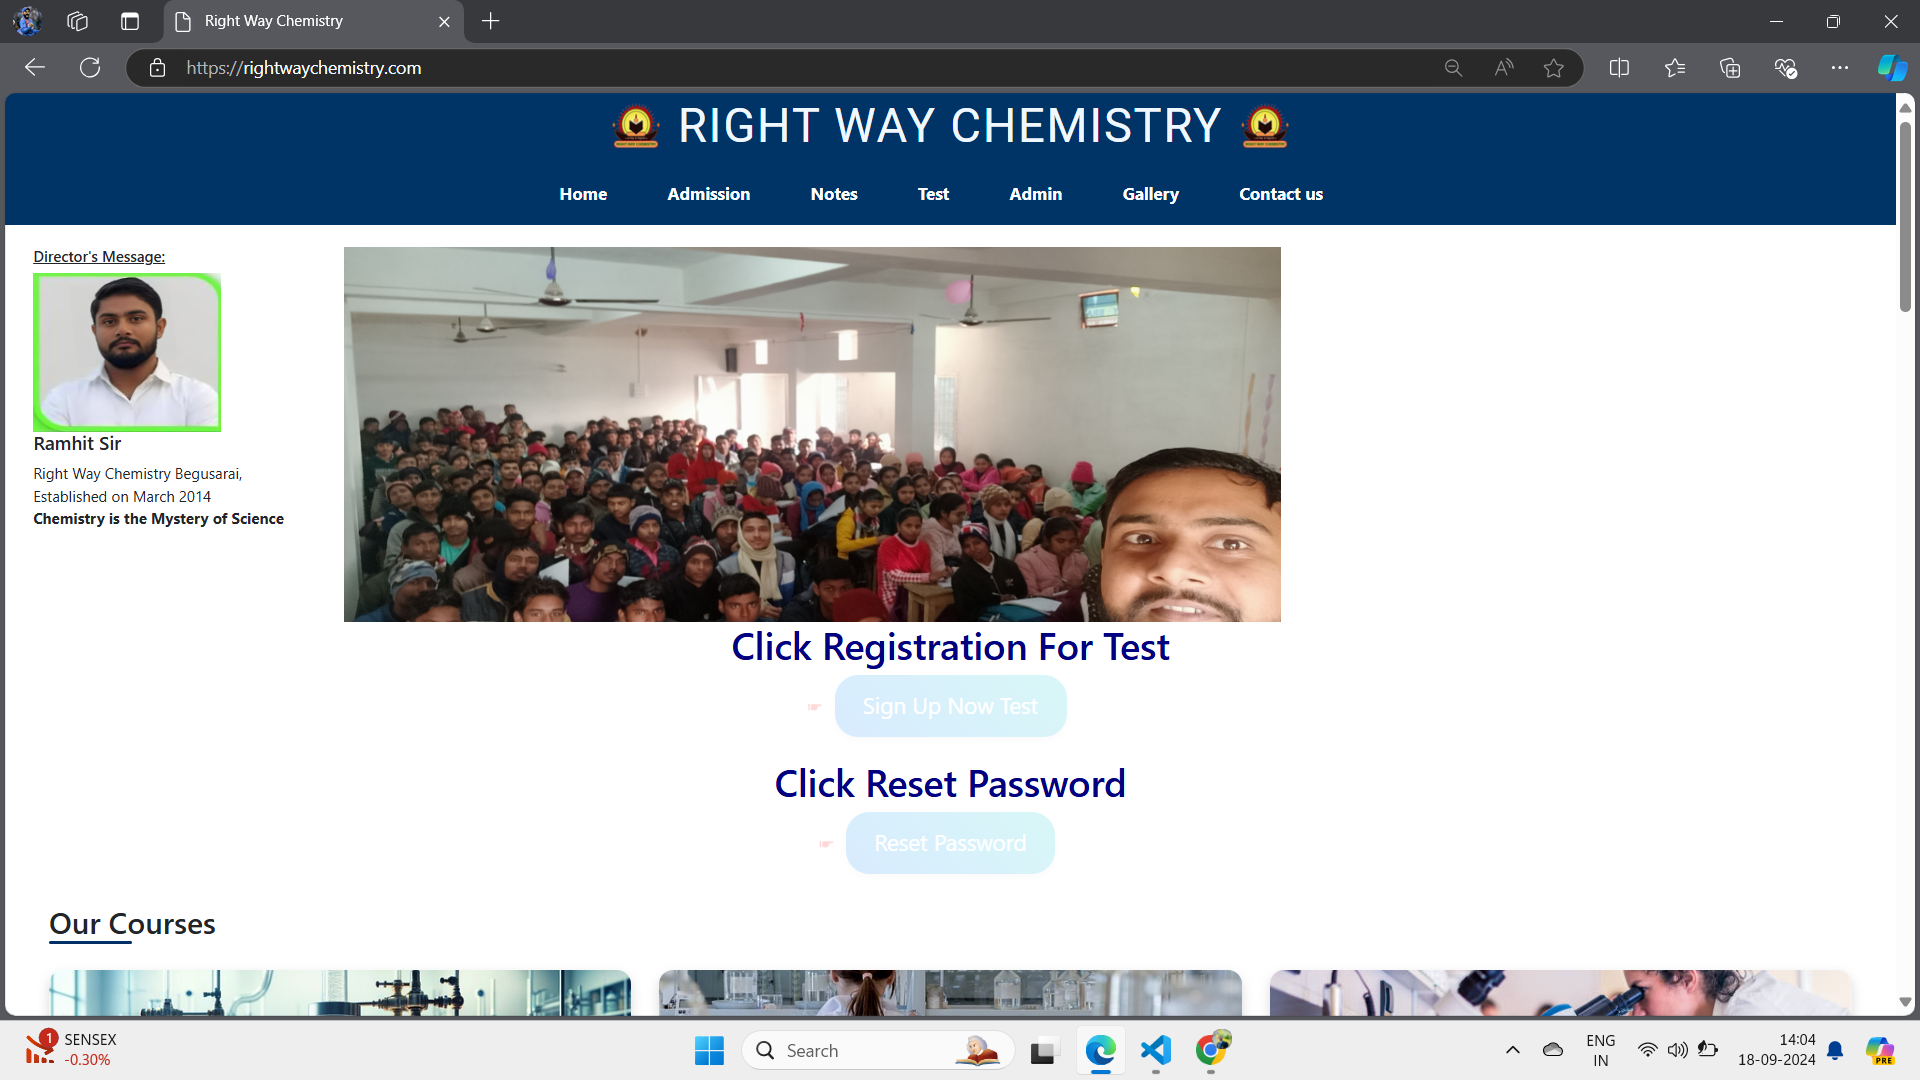 Right Way Chemistry
https://rightwaychemistry.com
RIGHT WAY CHEMISTRY
Home Admission Notes Test Admin Gallery Contact us
Director's Message:
Ramhit Sir
Right Way Chemistry Begusarai,
Established on March 2014
Chemistry is the Mystery of Science
Click Registration For Test
Sign Up Now Test
Click Reset Password
Reset Password
Our Courses
1
SENSEX
-0.30%
Search
ENG
IN
14:04
18-09-2024
PRE